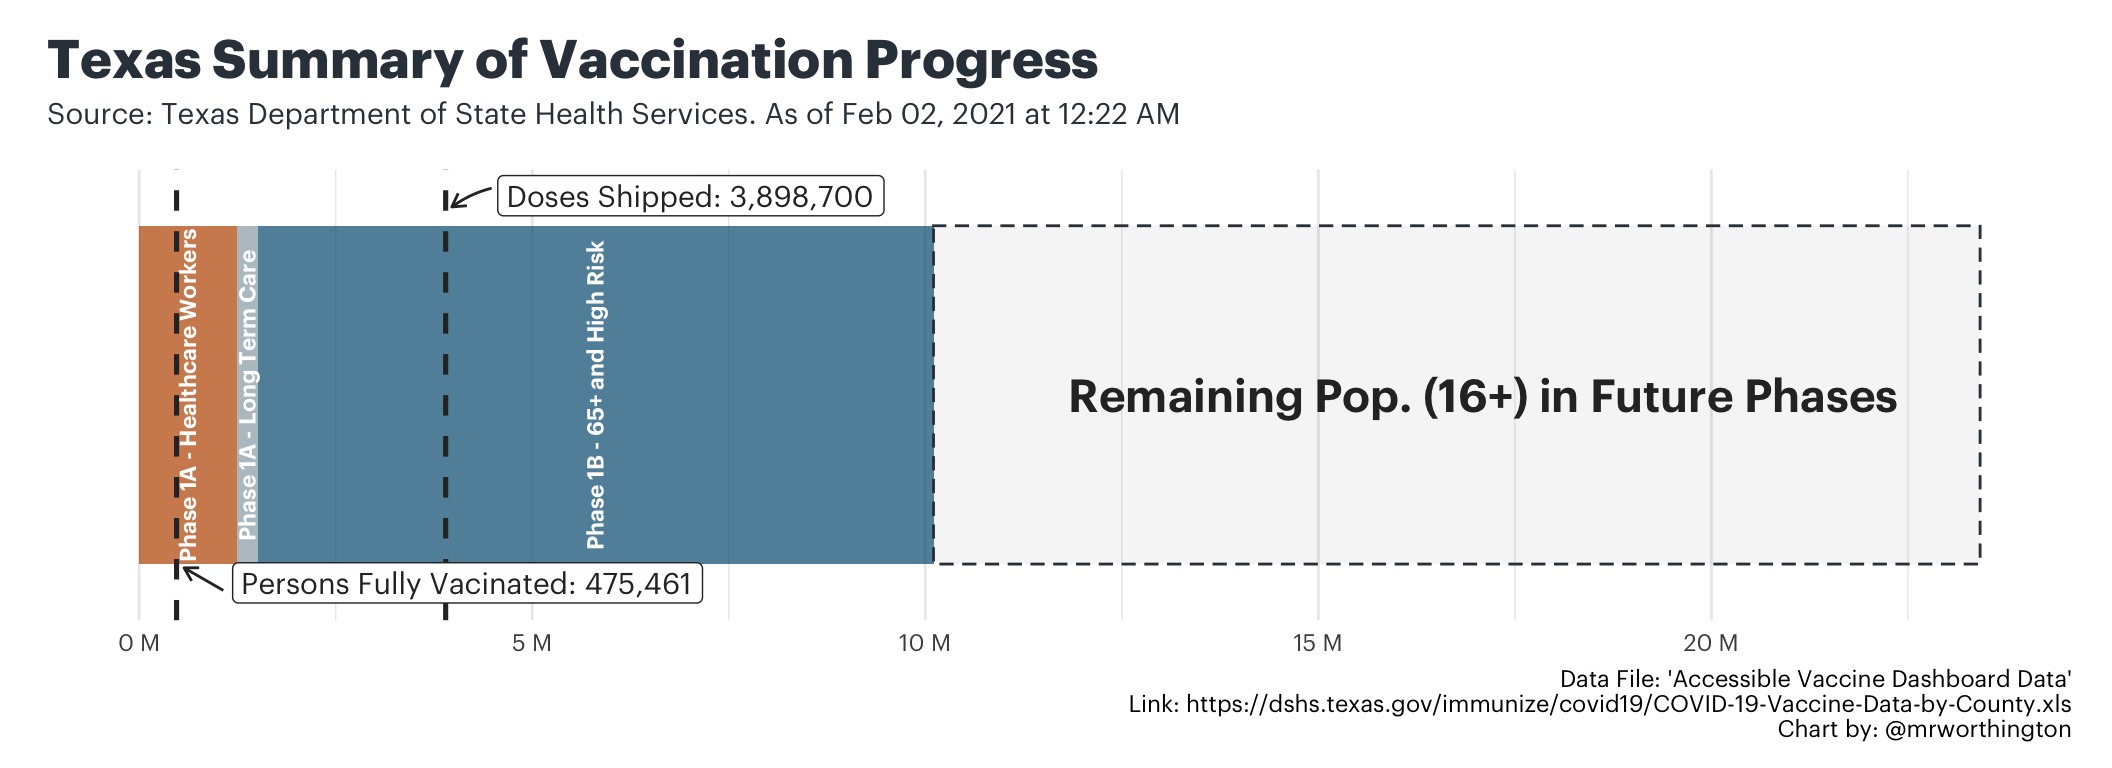 Texas Summary of Vaccination Progress
Source: Texas Department of State Health Services. As of Feb 02, 2021 at 12:22 AM
Doses Shipped: 3,898,700
Phase 1A - Healthcare Workers
Phase 1A - Long Term Care
Phase 1B - 65+ and High Risk
Remaining Pop. (16+) in Future Phases
Persons Fully Vacinated: 475,461
0 M
5 M
10 M
15 M
20 M
Data File: 'Accessible Vaccine Dashboard Data'
Link: https://dshs.texas.gov/immunize/covid19/COVID-19-Vaccine-Data-by-County.xls
Chart by: @mrworthington